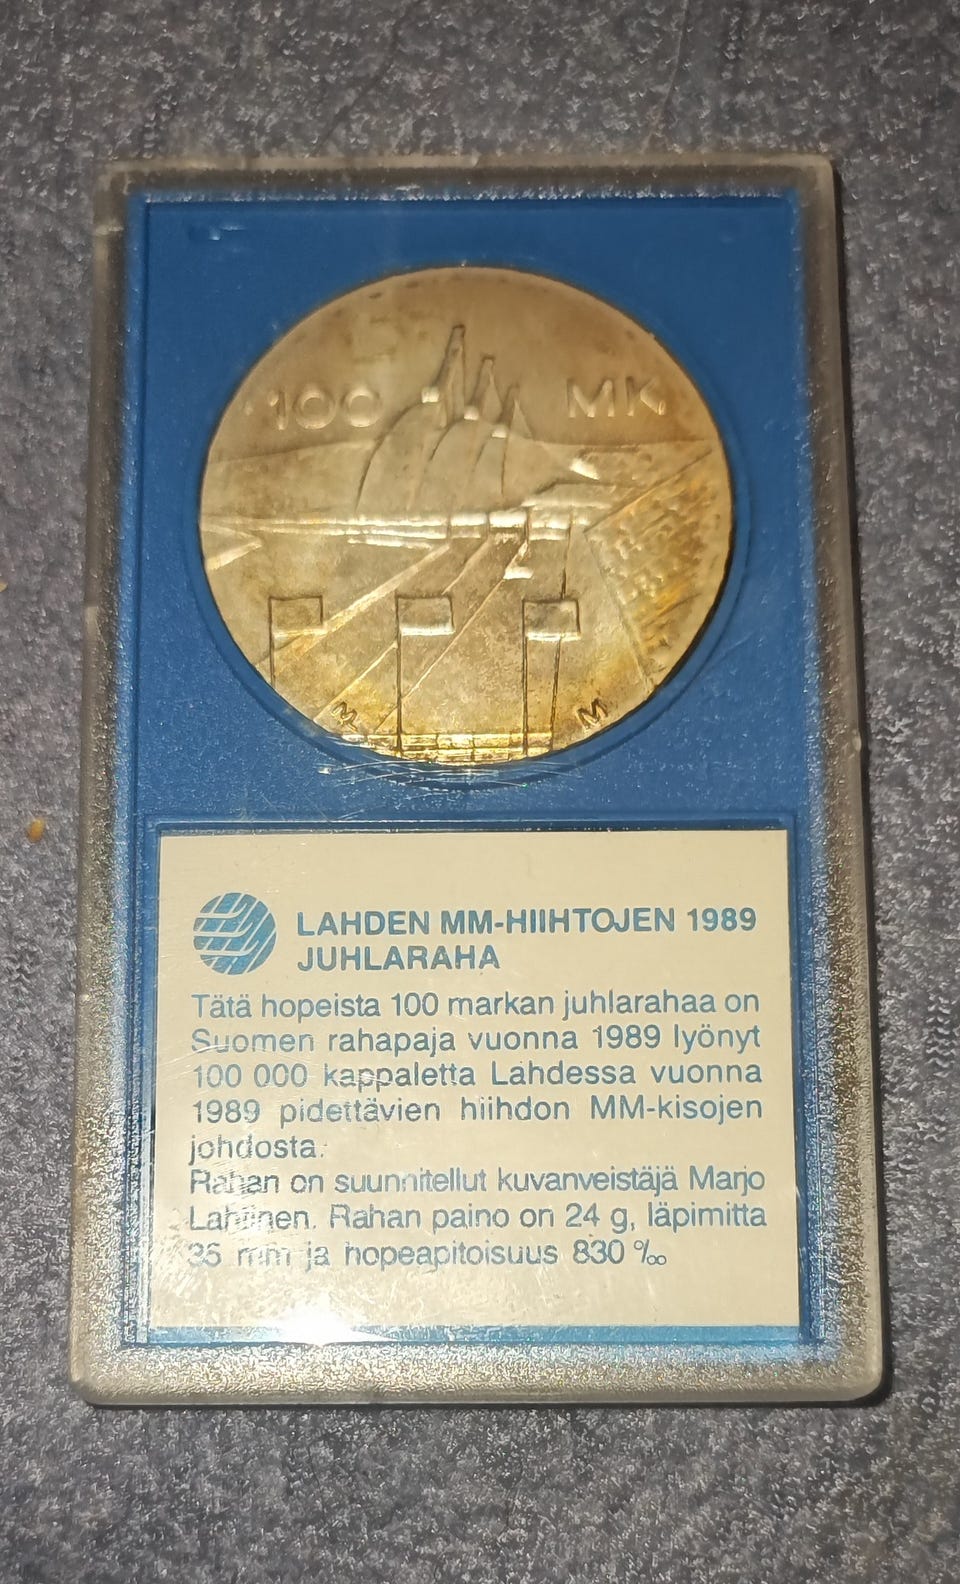 100 MK
M M
LAHDEN MM-HIIHTOJEN 1989
JUHLARAHA
Tätä hopeista 100 markan juhlarahaa on
Suomen rahapaja vuonna 1989 lyönyt
100 000 kappaletta Lahdessa vuonna
1989 pidettävien hiihdon MM-kisojen
johdosta.
Rahan on suunnitellut kuvanveistäjä Marjo
Lahtinen. Rahan paino on 24 g, läpimitta
35 mm ja hopeapitoisuus 830 ‰